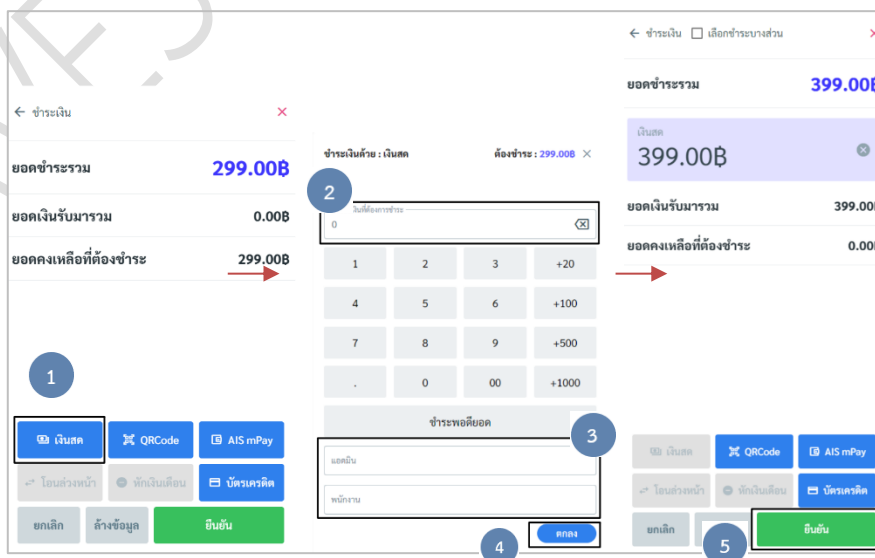 ← ชำระเงิน ×
ยอดชำระรวม 299.00฿
ยอดเงินรับมารวม 0.00฿
ยอดคงเหลือที่ต้องชำระ 299.00฿
1
เงินสด QRCode AIS mPay
โอนล่วงหน้า หักเงินเดือน บัตรเครดิต
ยกเลิก ล้างข้อมูล ยืนยัน
ชำระเงินด้วย : เงินสด ต้องชำระ : 299.00฿ ×
2
เงินที่ต้องการชำระ
0
1 2 3 +20
4 5 6 +100
7 8 9 +500
. 0 00 +1000
ชำระพอดียอด
3
แอดมิน
พนักงาน
4
ตกลง
← ชำระเงิน เลือกชำระบางส่วน ×
ยอดชำระรวม 399.00฿
เงินสด
399.00฿
ยอดเงินรับมารวม 399.00
ยอดคงเหลือที่ต้องชำระ 0.00
เงินสด QRCode AIS mPay
โอนล่วงหน้า หักเงินเดือน บัตรเครดิต
ยกเลิก ยืนยัน
5